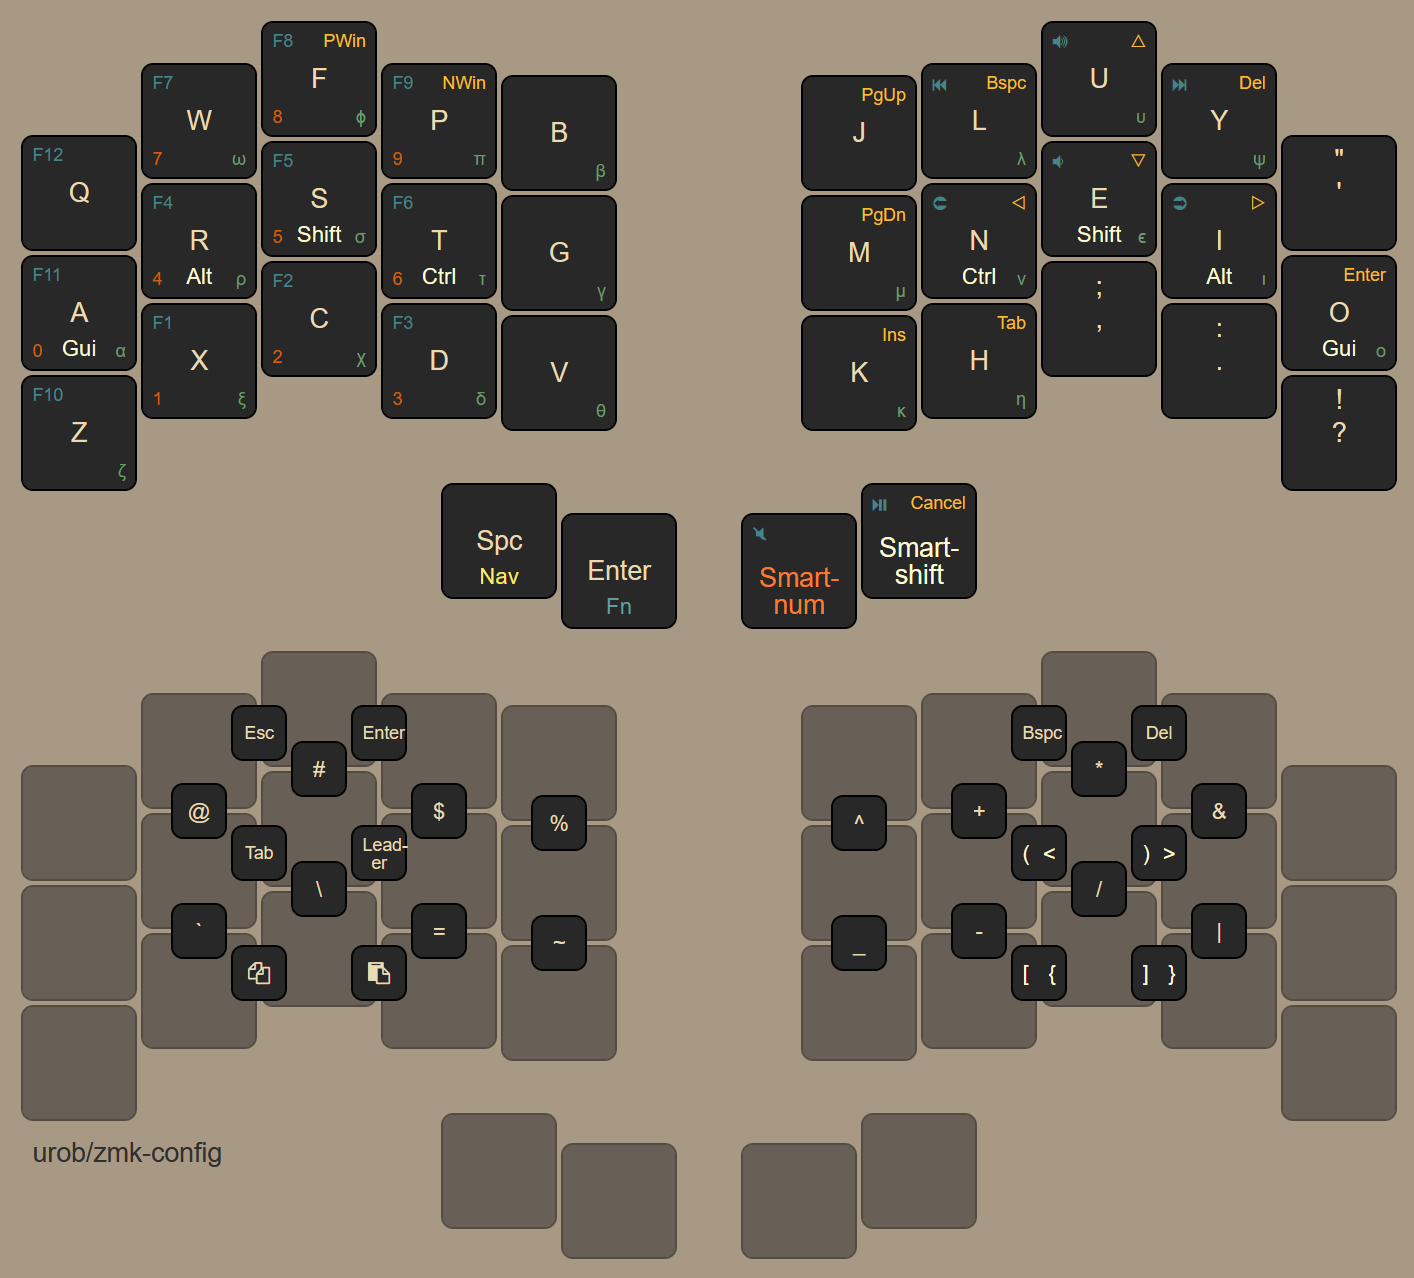 F8 PWin
F
8 φ
F7
W
7 ω
F9 NWin
P
9 π
B
β
F12
Q
F5
S
5 Shift σ
F4
R
4 Alt ρ
F6
T
6 Ctrl τ
G
γ
F11
A
0 Gui α
F2
C
2 χ
F1
X
1 ξ
F3
D
3 δ
V
θ
F10
Z
ζ
△
U
υ
PgUp
J
Bspc
L
λ
Del
Y
ψ
"
'
▽
E
Shift ϵ
PgDn
M
μ
◁
N
Ctrl ν
▷
I
Alt ι
Enter
O
Gui ο
Ins
K
κ
Tab
H
η
;
,
:
.
!
?
Spc
Nav
Enter
Fn
Smart-
num
Cancel
Smart-
shift
Esc Enter
#
@ $ %
Tab Lead-
er
\
` = ~
Bspc Del
*
^ + &
( < ) >
/
_ - |
[ { ] }
urob/zmk-config